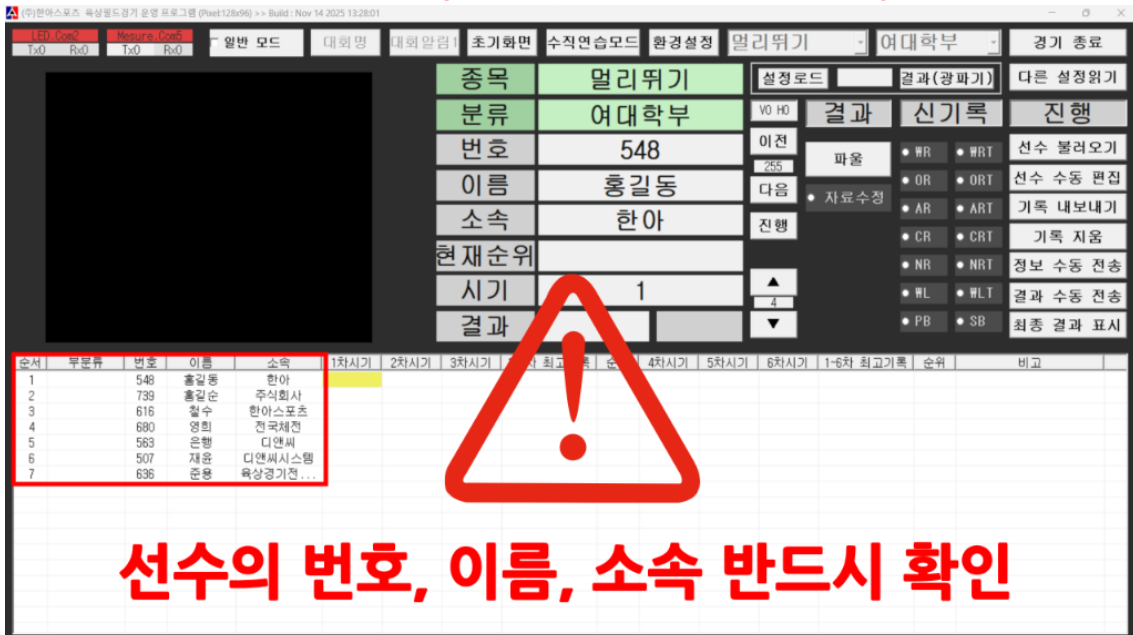 (주)한아스포츠 육상필드경기 운영 프로그램 (Pixel:128x96) >> Build : Nov 14 2025 13:28:01
LED.Com2 Mesure.Com5 일반 모드 대회명 대회알림1 초기화면 수직연습모드 환경설정 멀리뛰기 여대학부 경기 종료
Tx0 Rx0 Tx0 Rx0
종목 멀리뛰기 설정로드 결과(광파기) 다른 설정읽기
분류 여대학부 VO HO 결과 신기록 진행
번호 548 이전 파울 WR WRT 선수 불러오기
255
이름 홍길동 다음 자료수정 OR ORT 선수 수동 편집
소속 한아 진행 AR ART 기록 내보내기
현재순위 CR CRT 기록 지움
NR NRT 정보 수동 전송
시기 1 ▲ 4 ▼ WL WLT 결과 수동 전송
결과 PB SB 최종 결과 표시
순서 부분류 번호 이름 소속 1차시기 2차시기 3차시기 4차시기 5차시기 6차시기 1~6차 최고기록 순위 비고
1 548 홍길동 한아
2 739 홍길순 주식회사
3 616 철수 한아스포츠
4 680 영희 전국체전
5 563 은행 디앤씨
6 507 재윤 디앤씨시스템
7 636 준용 육상경기전...
선수의 번호, 이름, 소속 반드시 확인